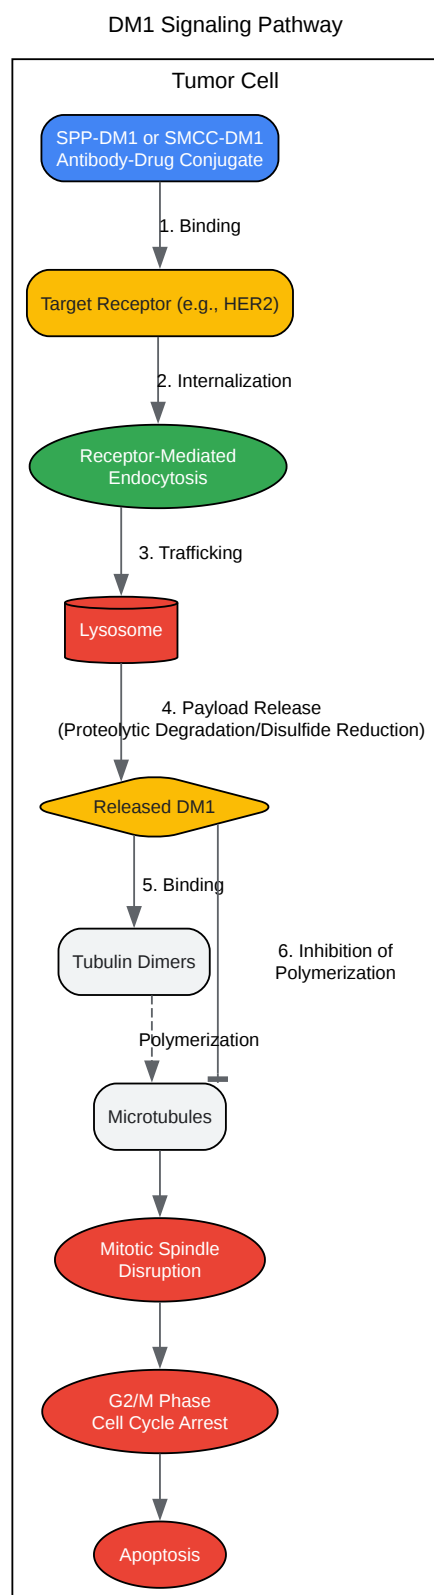 DM1 Signaling Pathway
Tumor Cell
SPP-DM1 or SMCC-DM1
Antibody-Drug Conjugate
1. Binding
Target Receptor (e.g., HER2)
2. Internalization
Receptor-Mediated
Endocytosis
3. Trafficking
Lysosome
4. Payload Release
(Proteolytic Degradation/Disulfide Reduction)
Released DM1
5. Binding
Tubulin Dimers
6. Inhibition of
Polymerization
Polymerization
Microtubules
Mitotic Spindle
Disruption
G2/M Phase
Cell Cycle Arrest
Apoptosis